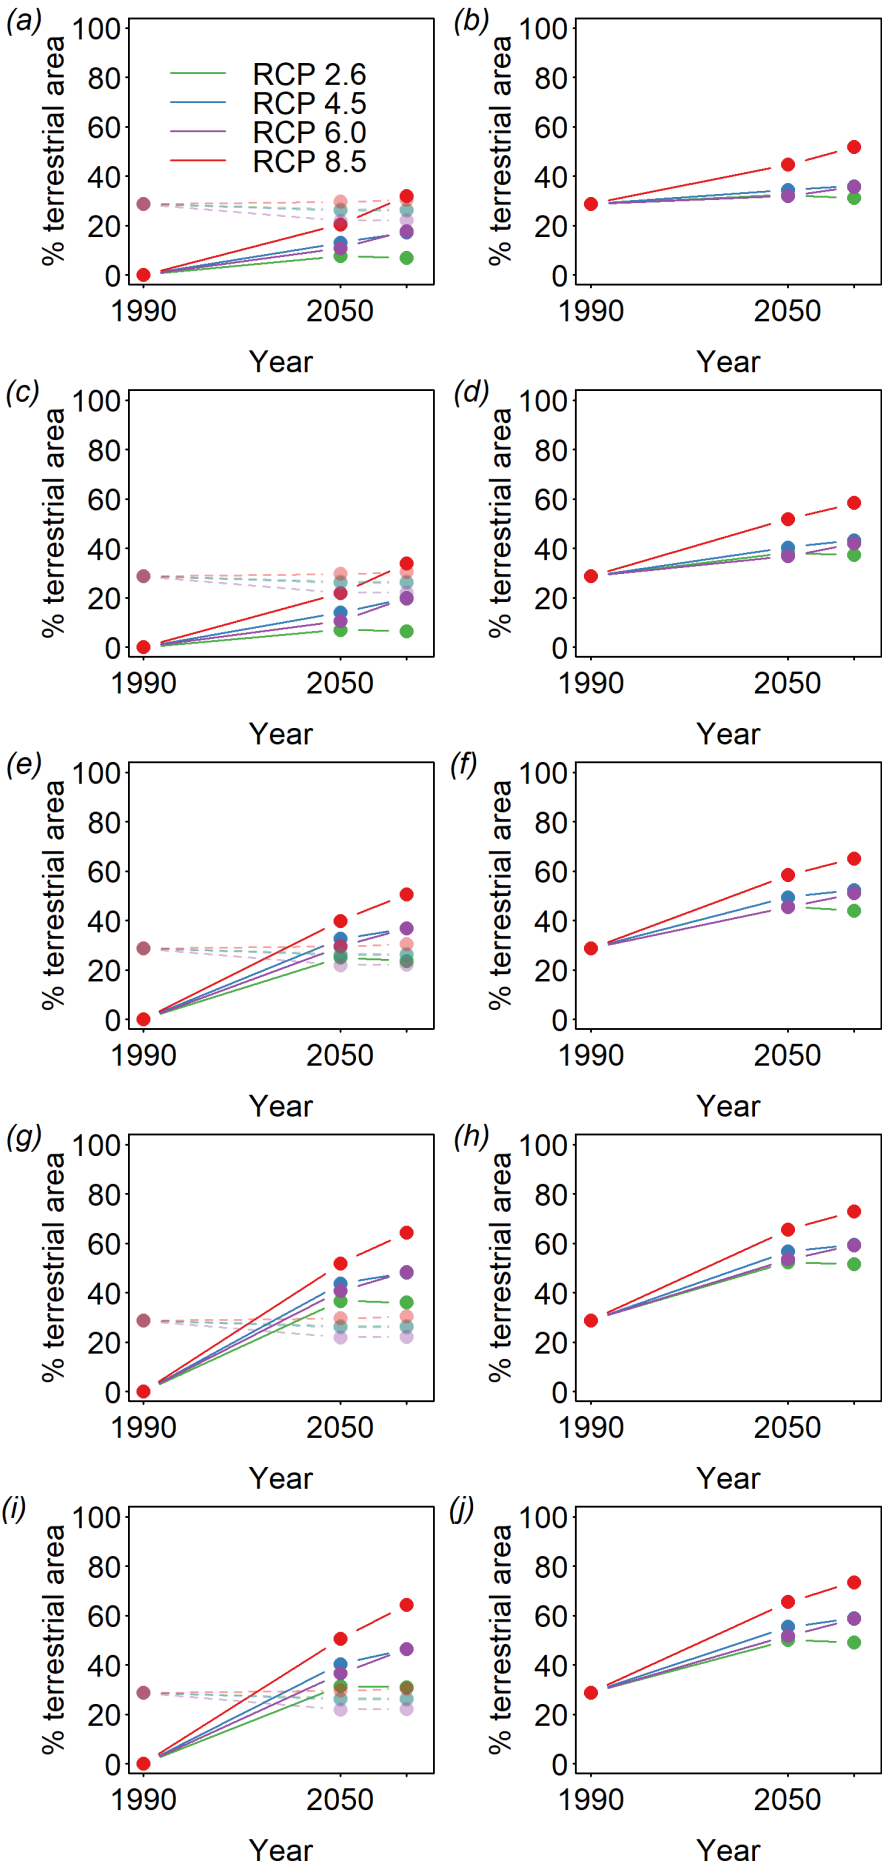 (a)
% terrestrial area
100
80
60
40
20
0
RCP 2.6
RCP 4.5
RCP 6.0
RCP 8.5
1990 2050
Year
(b)
% terrestrial area
100
80
60
40
20
0
1990 2050
Year
(c)
% terrestrial area
100
80
60
40
20
0
1990 2050
Year
(d)
% terrestrial area
100
80
60
40
20
0
1990 2050
Year
(e)
% terrestrial area
100
80
60
40
20
0
1990 2050
Year
(f)
% terrestrial area
100
80
60
40
20
0
1990 2050
Year
(g)
% terrestrial area
100
80
60
40
20
0
1990 2050
Year
(h)
% terrestrial area
100
80
60
40
20
0
1990 2050
Year
(i)
% terrestrial area
100
80
60
40
20
0
1990 2050
Year
(j)
% terrestrial area
100
80
60
40
20
0
1990 2050
Year